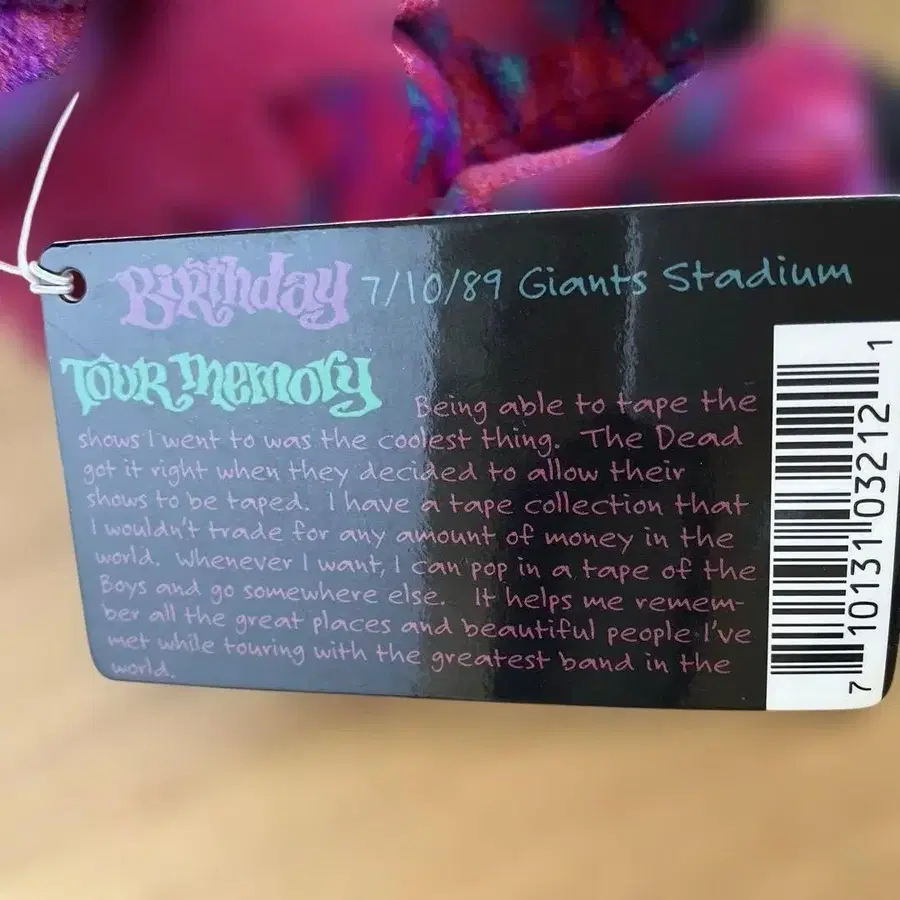 Birthday 7/10/89 Giants Stadium
Tour Memory Being able to tape the
shows I went to was the coolest thing. The Dead
got it right when they decided to allow their
shows to be taped. I have a tape collection that
I wouldn't trade for any amount of money in the
world. Whenever I want, I can pop in a tape of the
Boys and go somewhere else. It helps me remem-
ber all the great places and beautiful people I've
met while touring with the greatest band in the
world.
7 10131 03212 1